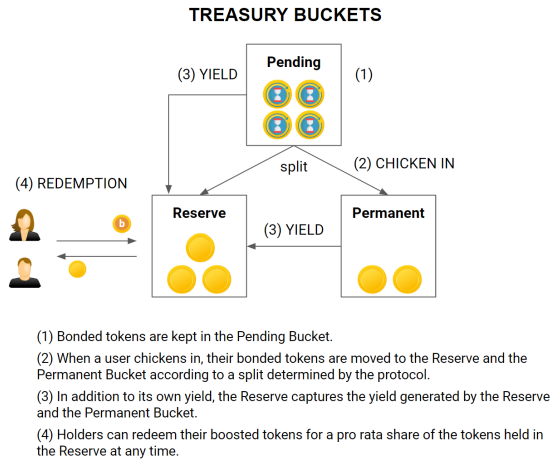 TREASURY BUCKETS
Pending
(3) YIELD
(1)
split
(2) CHICKEN IN
(4) REDEMPTION
Reserve
Permanent
b
(3) YIELD
(1) Bonded tokens are kept in the Pending Bucket.
(2) When a user chickens in, their bonded tokens are moved to the Reserve and the
Permanent Bucket according to a split determined by the protocol.
(3) In addition to its own yield, the Reserve captures the yield generated by the Reserve
and the Permanent Bucket.
(4) Holders can redeem their boosted tokens for a pro rata share of the tokens held in
the Reserve at any time.